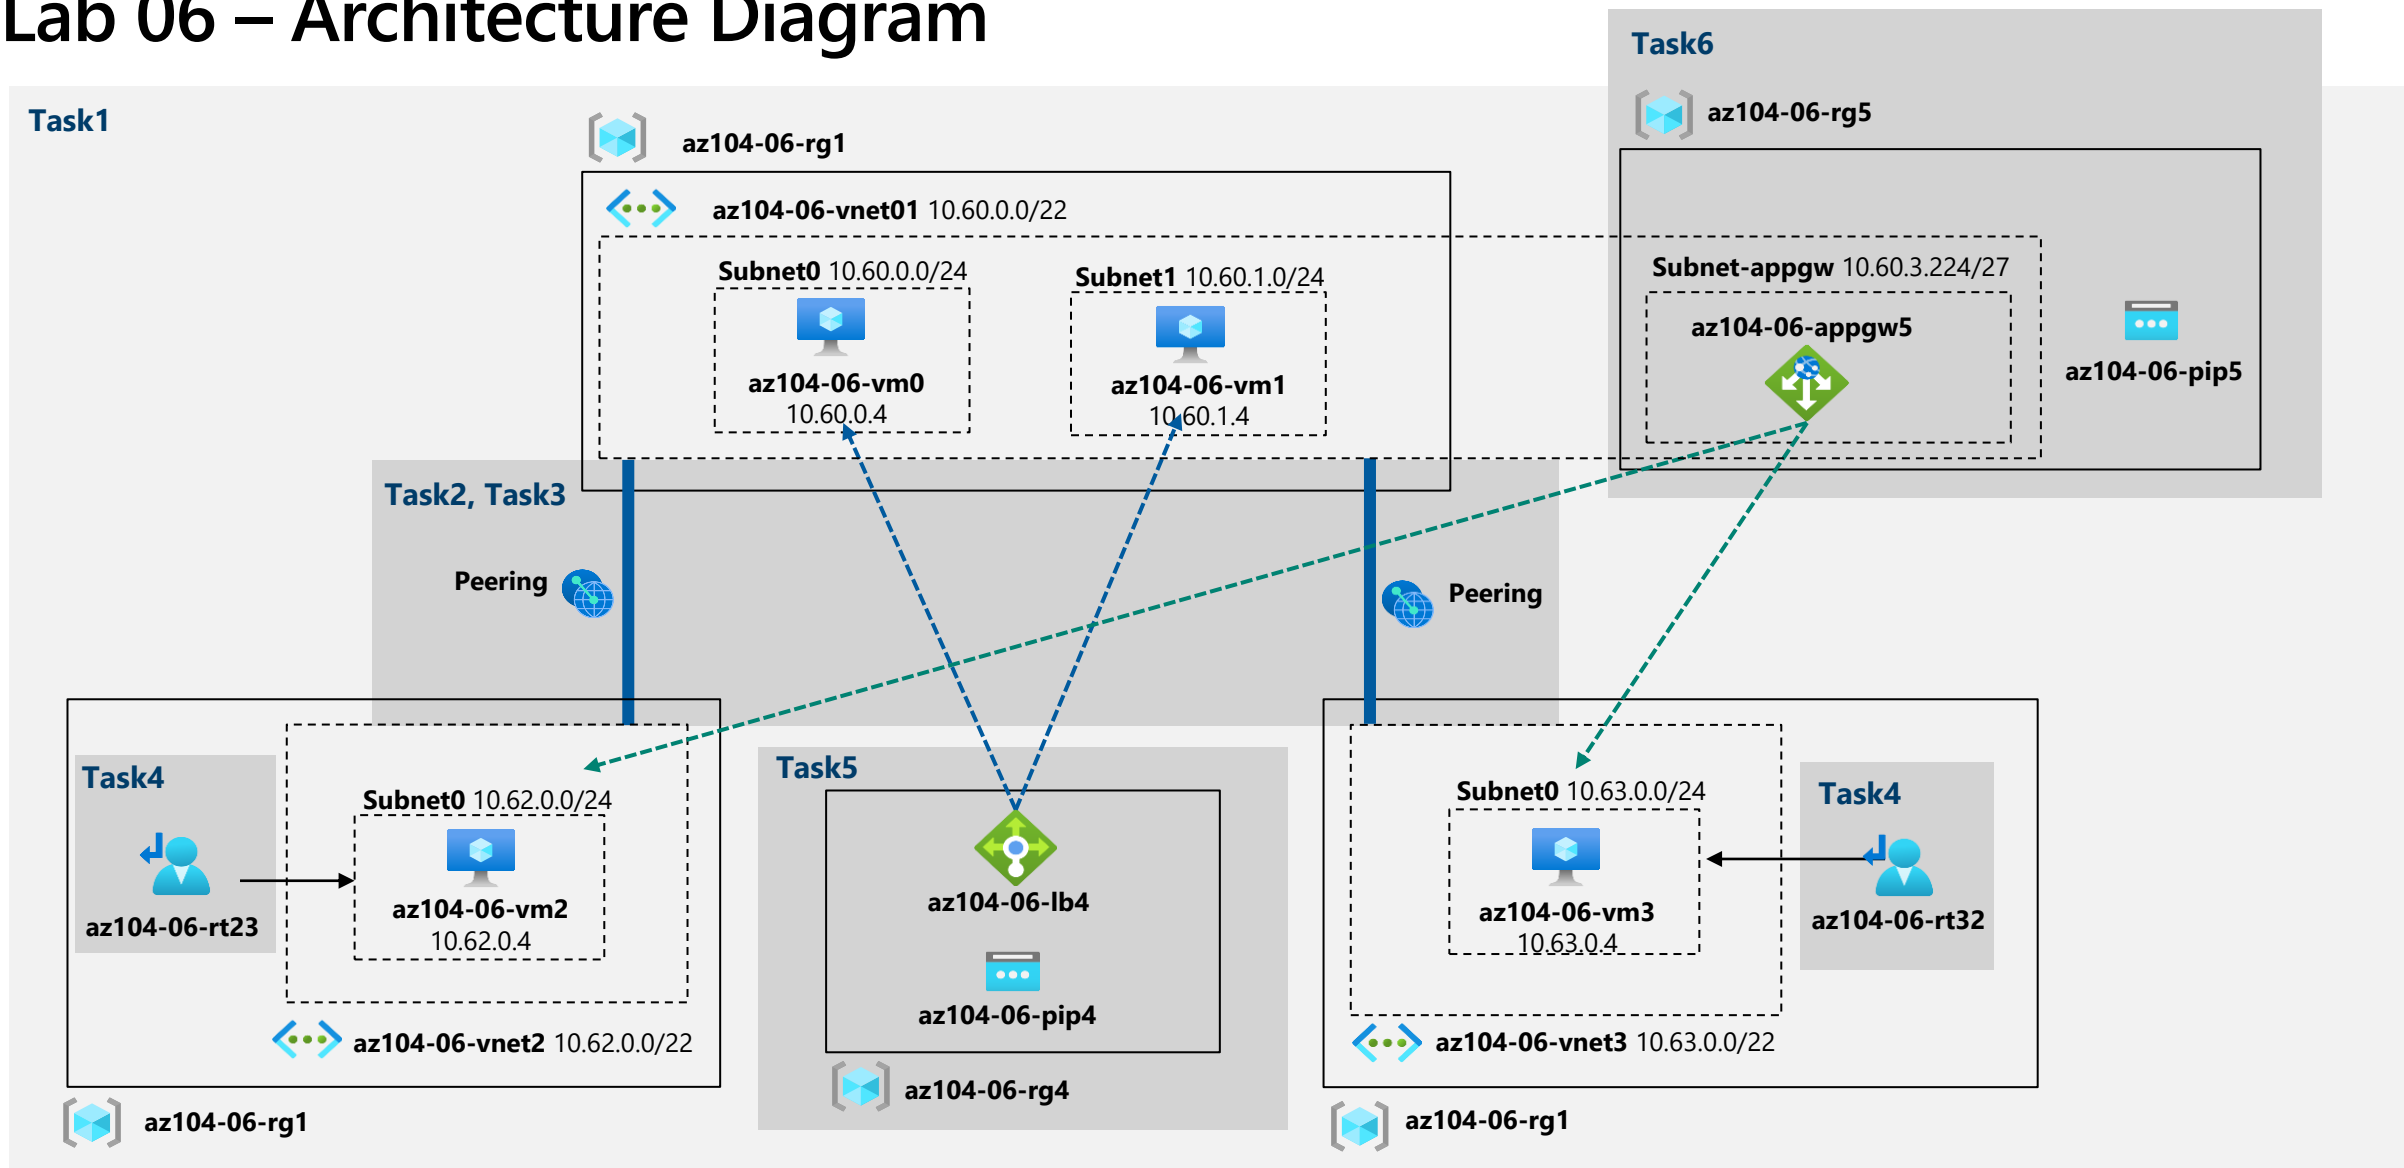 Lab 06 – Architecture Diagram
Task1
az104-06-rg1
az104-06-vnet01 10.60.0.0/22
Subnet0 10.60.0.0/24
az104-06-vm0
10.60.0.4
Subnet1 10.60.1.0/24
az104-06-vm1
10.60.1.4
Task6
az104-06-rg5
Subnet-appgw 10.60.3.224/27
az104-06-appgw5
az104-06-pip5
Task2, Task3
Peering
Peering
Task4
az104-06-rt23
Subnet0 10.62.0.0/24
az104-06-vm2
10.62.0.4
az104-06-vnet2 10.62.0.0/22
az104-06-rg1
Task5
az104-06-lb4
az104-06-pip4
az104-06-rg4
Subnet0 10.63.0.0/24
az104-06-vm3
10.63.0.4
Task4
az104-06-rt32
az104-06-vnet3 10.63.0.0/22
az104-06-rg1